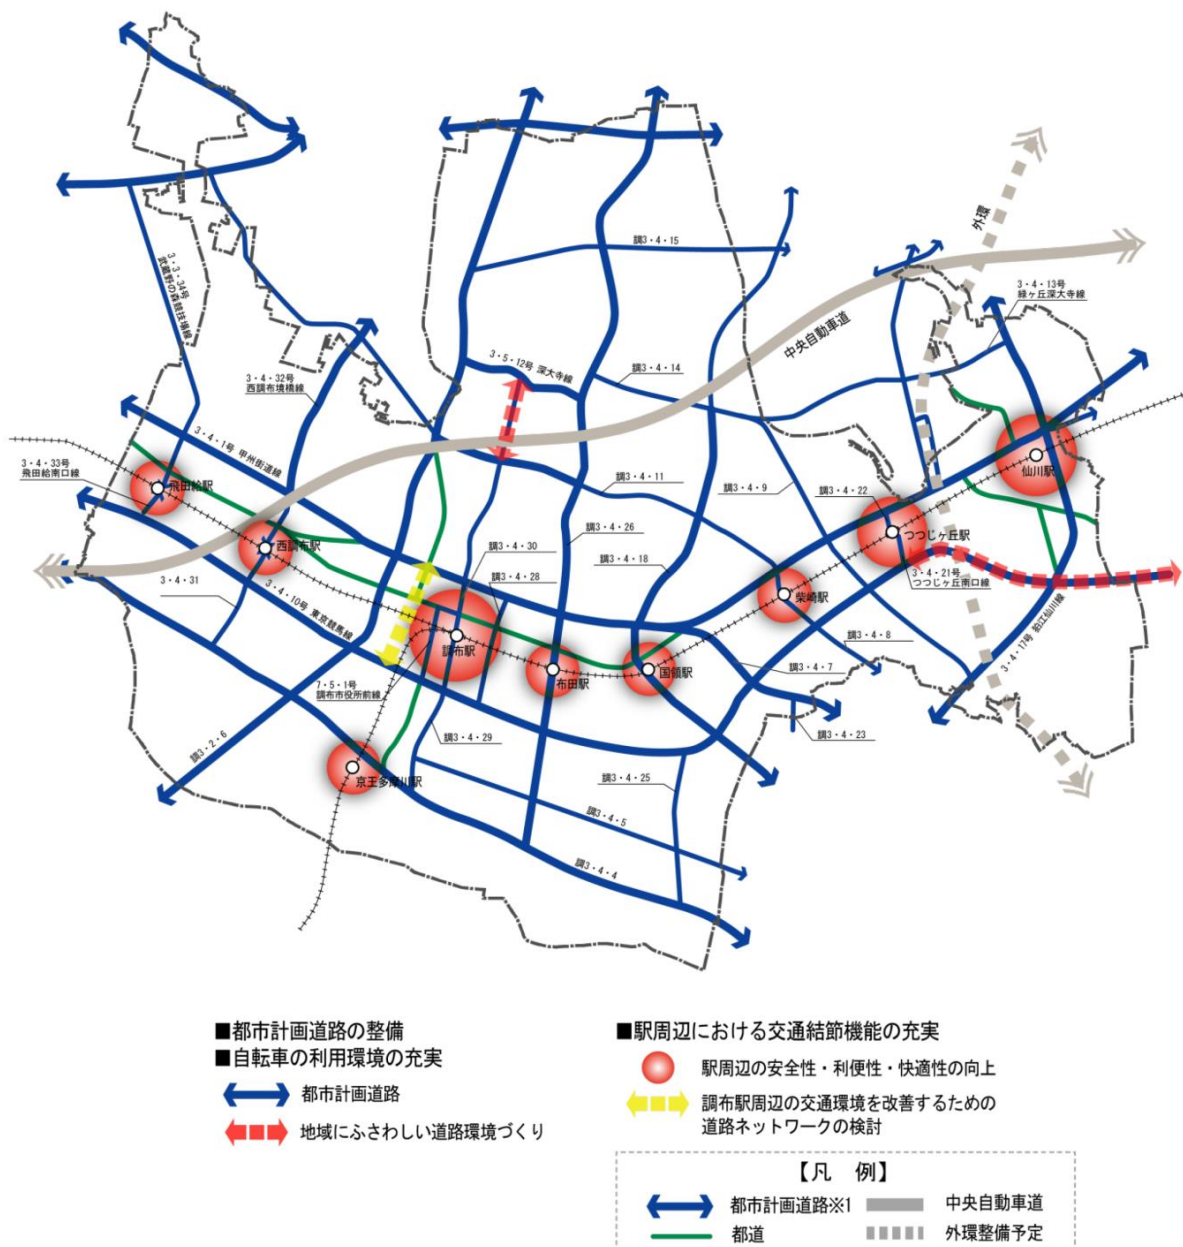 外環
調3・4・15
3・4・13号
緑ヶ丘深大寺線
3・3・34号
武蔵野の森競技場線
中央自動車道
3・5・12号 深大寺線
調3・4・14
3・4・32号
西調布境橋線
3・4・1号 甲州街道線
3・4・33号
飛田給南口線
飛田給駅
仙川駅
調3・4・11
調3・4・9
調3・4・22
調3・4・26
つつじヶ丘駅
西調布駅
調3・4・30
調3・4・18
3・4・31
調3・4・28
3・4・21号
つつじヶ丘南口線
3・4・10号 東京競馬線
柴崎駅
調布駅
調3・4・8
3・4・17号 狛江仙川線
7・5・1号
調布市役所前線
布田駅
国領駅
調3・4・7
調3・2・6
調3・4・29
調3・4・23
京王多摩川駅
調3・4・25
調3・4・5
調3・4・4
■都市計画道路の整備
■自転車の利用環境の充実
都市計画道路
地域にふさわしい道路環境づくり
■駅周辺における交通結節機能の充実
駅周辺の安全性・利便性・快適性の向上
調布駅周辺の交通環境を改善するための
道路ネットワークの検討
【凡 例】
都市計画道路※1
中央自動車道
都道
外環整備予定